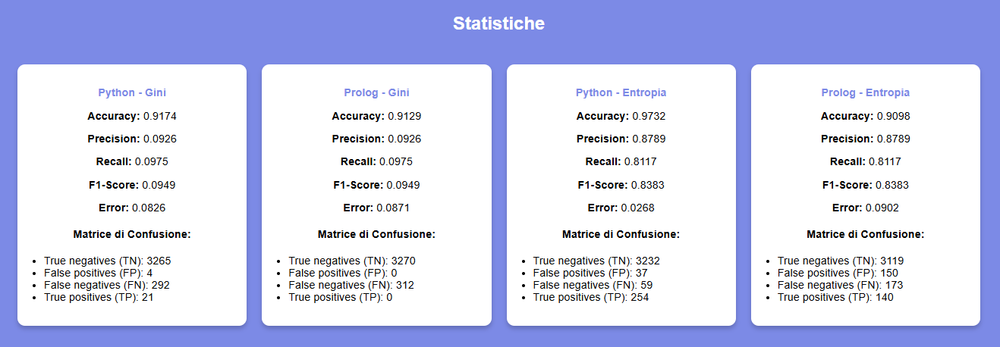 Statistiche
Python - Gini
Accuracy: 0.9174
Precision: 0.0926
Recall: 0.0975
F1-Score: 0.0949
Error: 0.0826
Matrice di Confusione:
True negatives (TN): 3265
False positives (FP): 4
False negatives (FN): 292
True positives (TP): 21
Prolog - Gini
Accuracy: 0.9129
Precision: 0.0926
Recall: 0.0975
F1-Score: 0.0949
Error: 0.0871
Matrice di Confusione:
True negatives (TN): 3270
False positives (FP): 0
False negatives (FN): 312
True positives (TP): 0
Python - Entropia
Accuracy: 0.9732
Precision: 0.8789
Recall: 0.8117
F1-Score: 0.8383
Error: 0.0268
Matrice di Confusione:
True negatives (TN): 3232
False positives (FP): 37
False negatives (FN): 59
True positives (TP): 254
Prolog - Entropia
Accuracy: 0.9098
Precision: 0.8789
Recall: 0.8117
F1-Score: 0.8383
Error: 0.0902
Matrice di Confusione:
True negatives (TN): 3119
False positives (FP): 150
False negatives (FN): 173
True positives (TP): 140